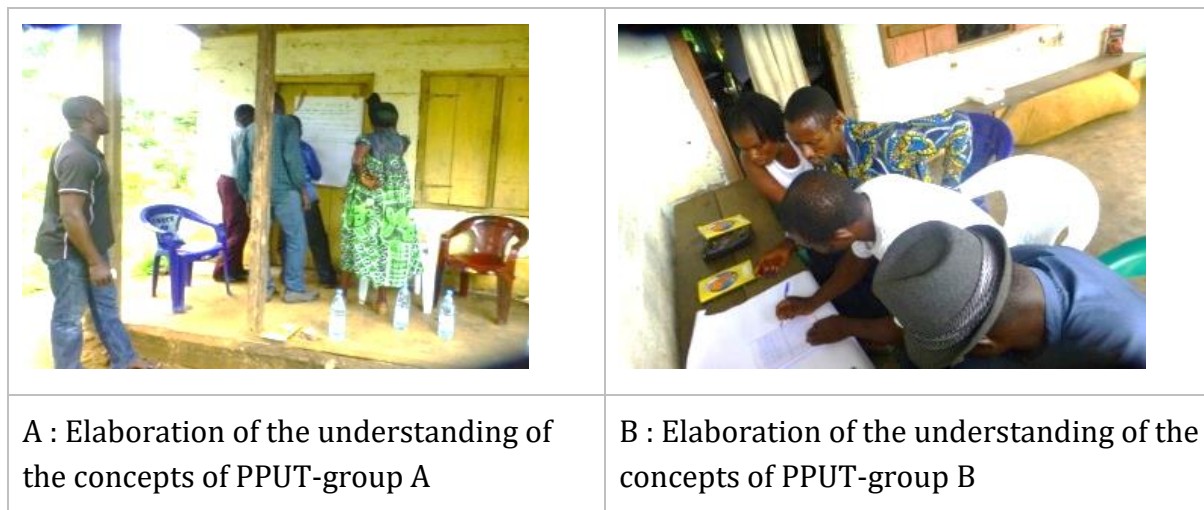 A : Elaboration of the understanding of
the concepts of PPUT-group A
B : Elaboration of the understanding of the
concepts of PPUT-group B